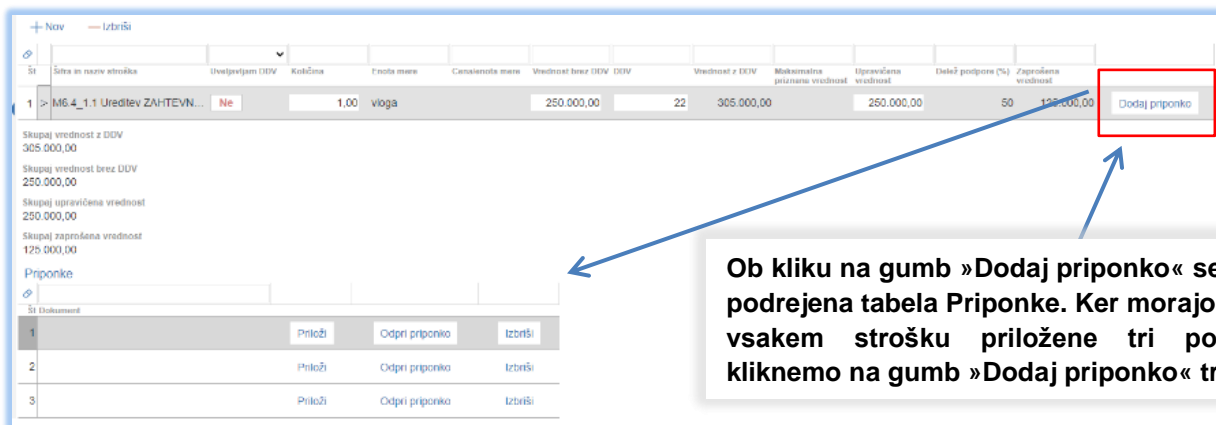 Nov Izbriši
Št Šifra in naziv stroška Uveljavljam DDV Količina Enota mere Cena/enota mere Vrednost brez DDV DDV Vrednost z DDV Maksimalna priznana vrednost Upravičena vrednost Delež podpore (%) Zaprošena vrednost
1 > M6.4_1.1 Ureditev ZAHTEVN... Ne 1,00 vloga 250.000,00 22 305.000,00 250.000,00 50 125.000,00 Dodaj priponko
Skupaj vrednost z DDV
305.000,00
Skupaj vrednost brez DDV
250.000,00
Skupaj upravičena vrednost
250.000,00
Skupaj zaprošena vrednost
125.000,00
Priponke
Št Dokument
1 Priloži Odpri priponko Izbriši
2 Priloži Odpri priponko Izbriši
3 Priloži Odpri priponko Izbriši
Ob kliku na gumb »Dodaj priponko« se
podrejena tabela Priponke. Ker morajo
vsakem strošku priložene tri po
kliknemo na gumb »Dodaj priponko« tr